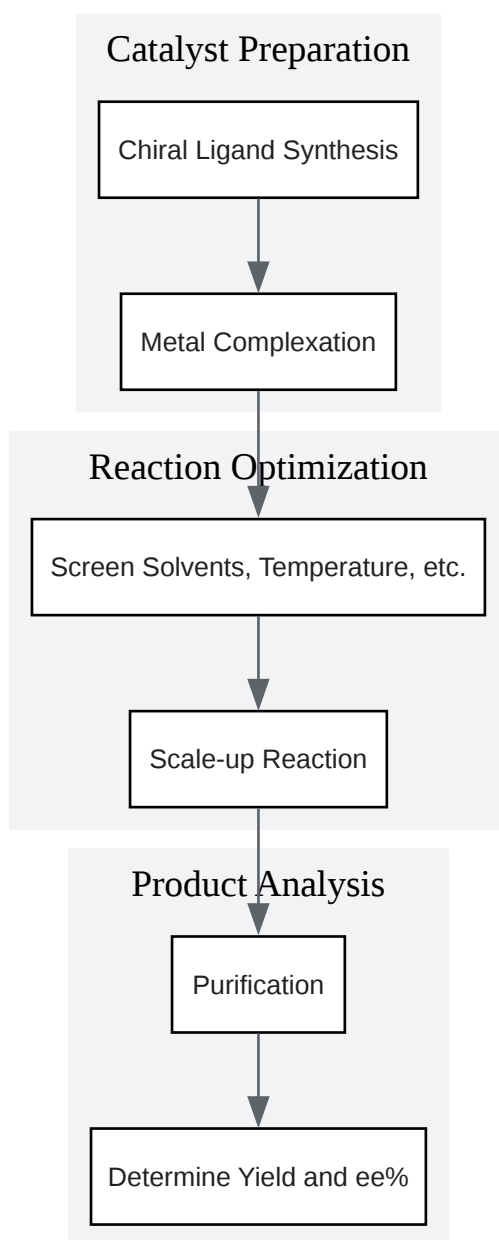 Catalyst Preparation
Chiral Ligand Synthesis
Metal Complexation
Reaction Optimization
Screen Solvents, Temperature, etc.
Scale-up Reaction
Product Analysis
Purification
Determine Yield and ee%